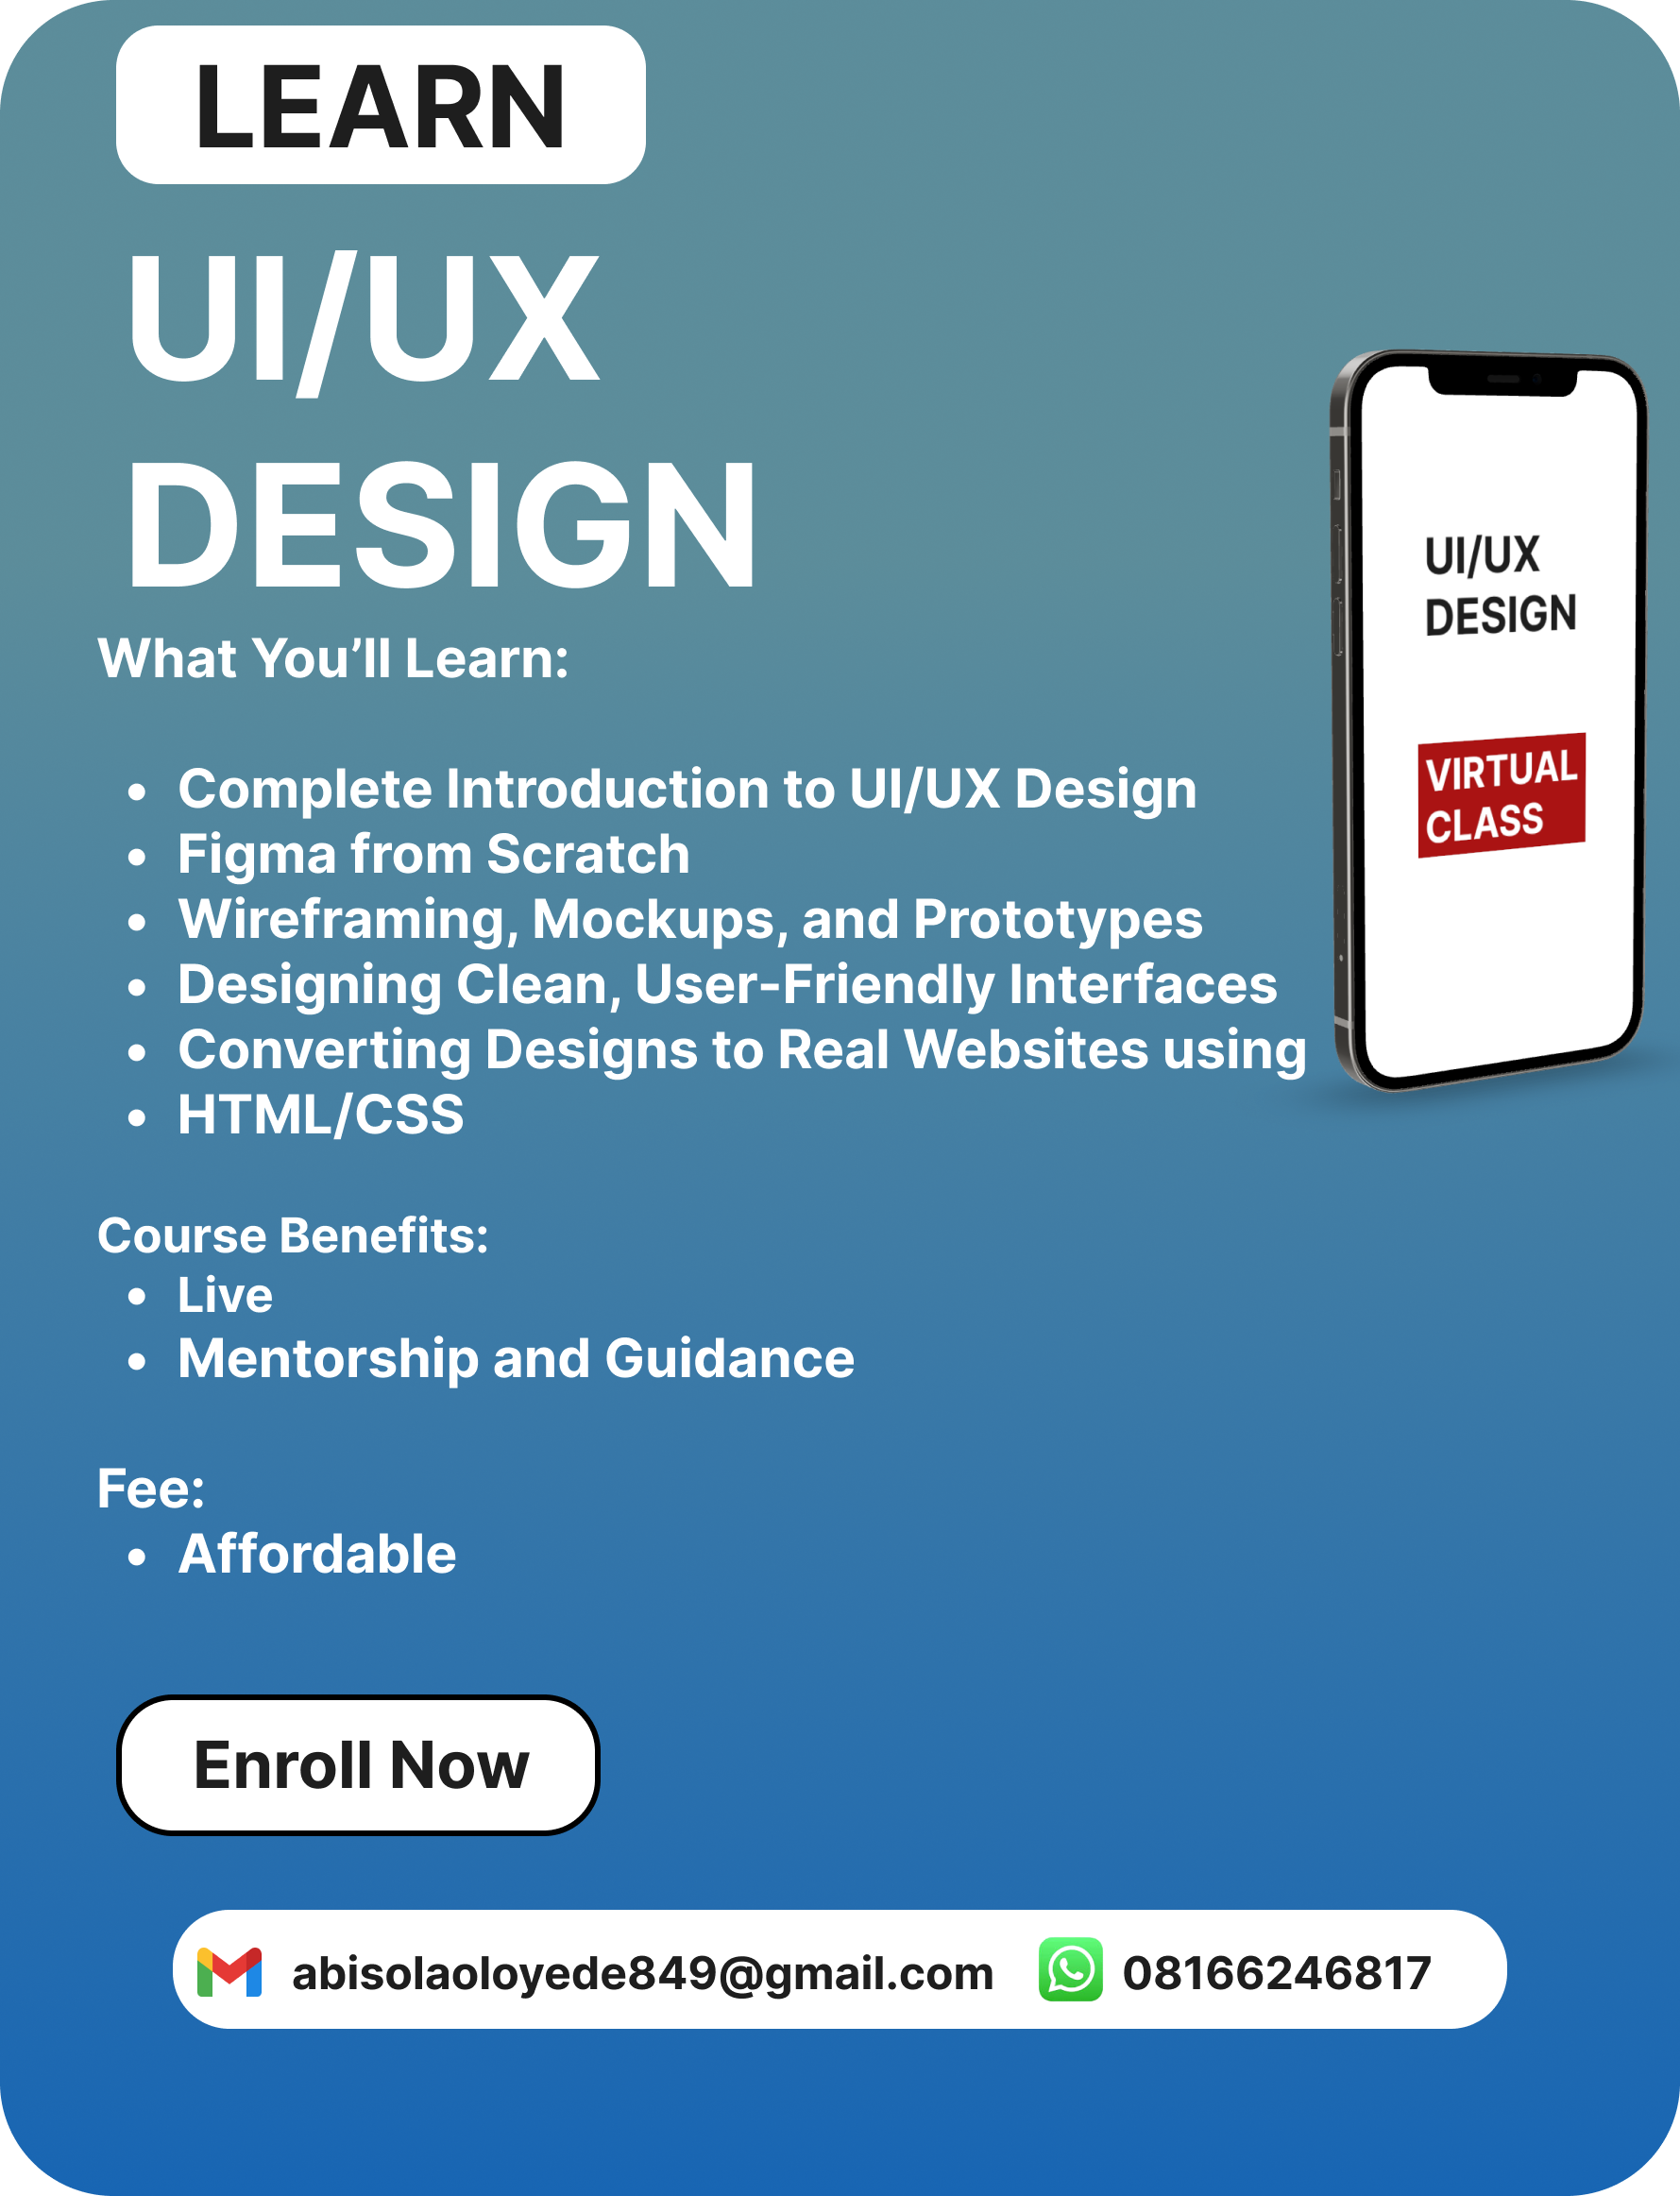 LEARN
UI/UX
DESIGN
What You’ll Learn:
• Complete Introduction to UI/UX Design
• Figma from Scratch
• Wireframing, Mockups, and Prototypes
• Designing Clean, User-Friendly Interfaces
• Converting Designs to Real Websites using
• HTML/CSS
UI/UX
DESIGN
VIRTUAL
CLASS
Course Benefits:
• Live
• Mentorship and Guidance
Fee:
• Affordable
Enroll Now
abisolaoloyede849@gmail.com 08166246817